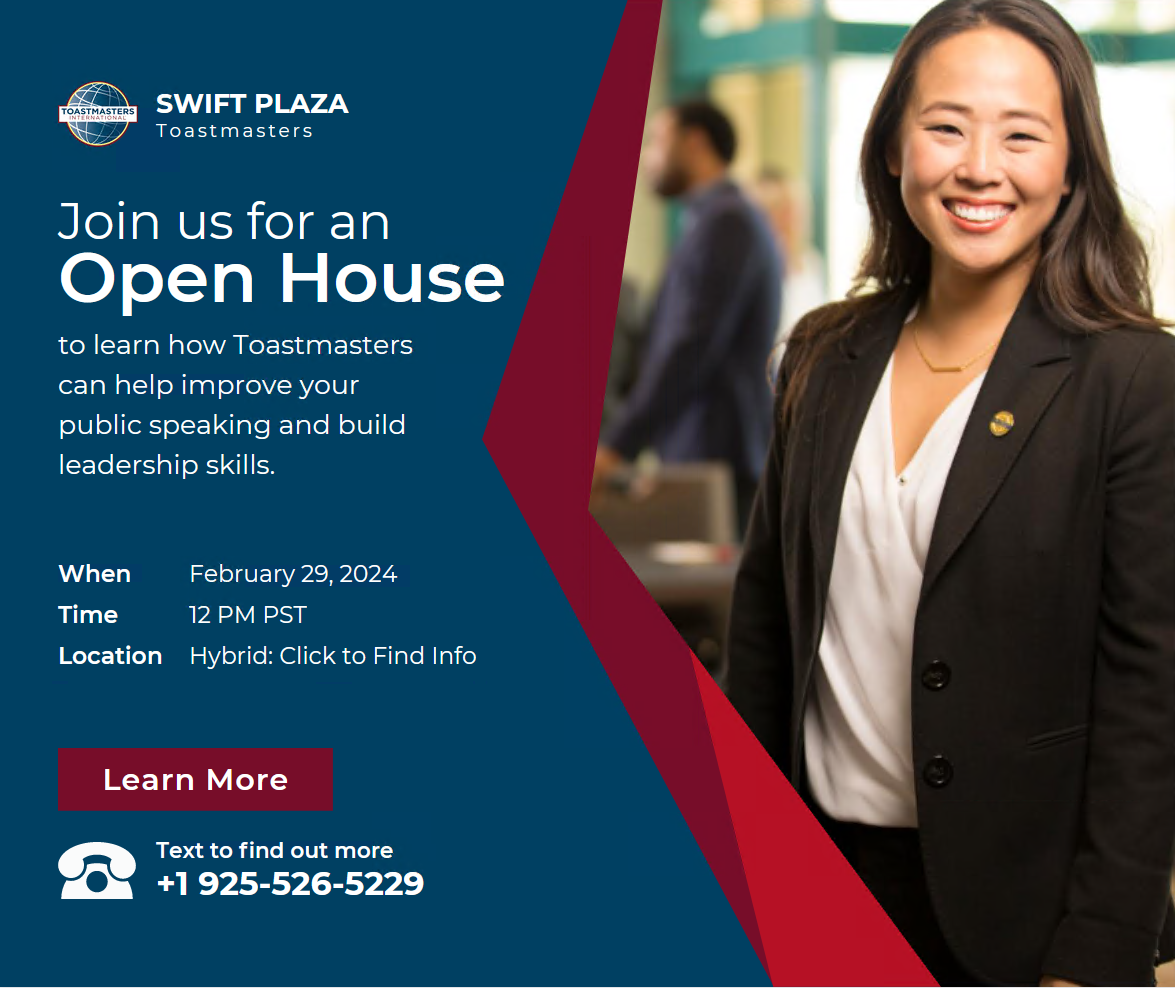 TOASTMASTERS
INTERNATIONAL
SWIFT PLAZA
Toastmasters
Join us for an
Open House
to learn how Toastmasters
can help improve your
public speaking and build
leadership skills.
When February 29, 2024
Time 12 PM PST
Location Hybrid: Click to Find Info
Learn More
Text to find out more
+1 925-526-5229